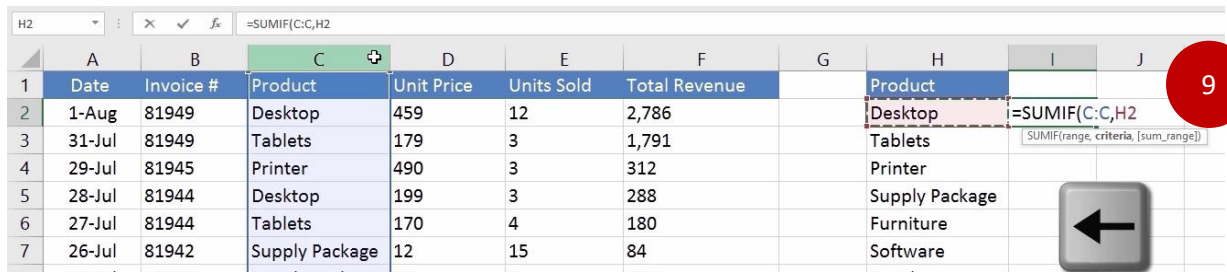 H2 =SUMIF(C:C,H2
A B C D E F G H I J
1 Date Invoice # Product Unit Price Units Sold Total Revenue Product 9
2 1-Aug 81949 Desktop 459 12 2,786 Desktop =SUMIF(C:C,H2
3 31-Jul 81949 Tablets 179 3 1,791 Tablets SUMIF(range, criteria, [sum_range])
4 29-Jul 81945 Printer 490 3 312 Printer
5 28-Jul 81944 Desktop 199 3 288 Supply Package
6 27-Jul 81944 Tablets 170 4 180 Furniture
7 26-Jul 81942 Supply Package 12 15 84 Software